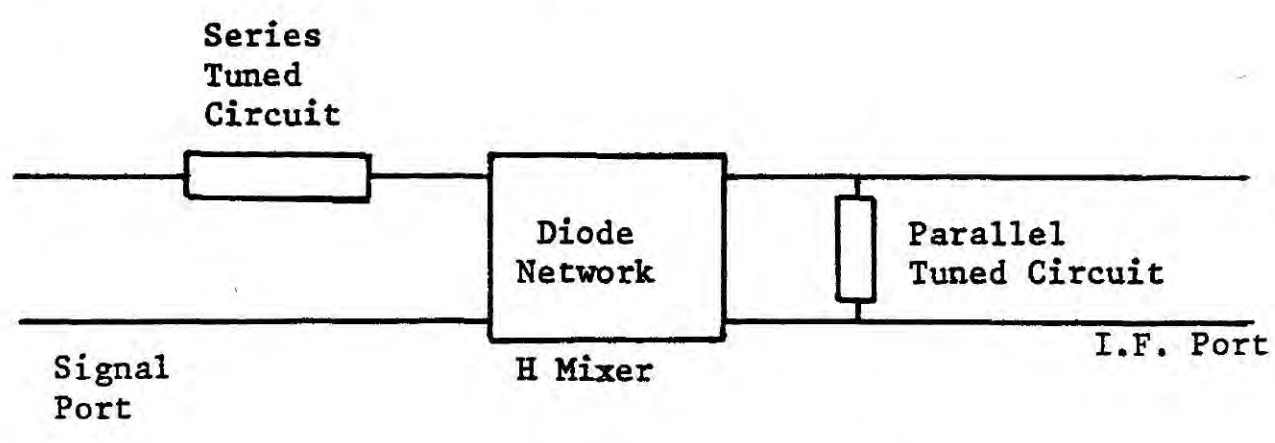 Series
Tuned
Circuit
Diode
Network
Parallel
Tuned Circuit
I.F. Port
H Mixer
Signal
Port